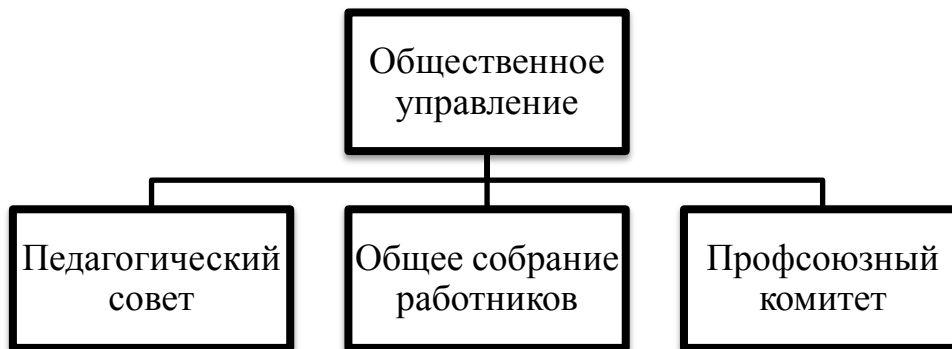 Общественное
управление
Педагогический
совет
Общее собрание
работников
Профсоюзный
комитет